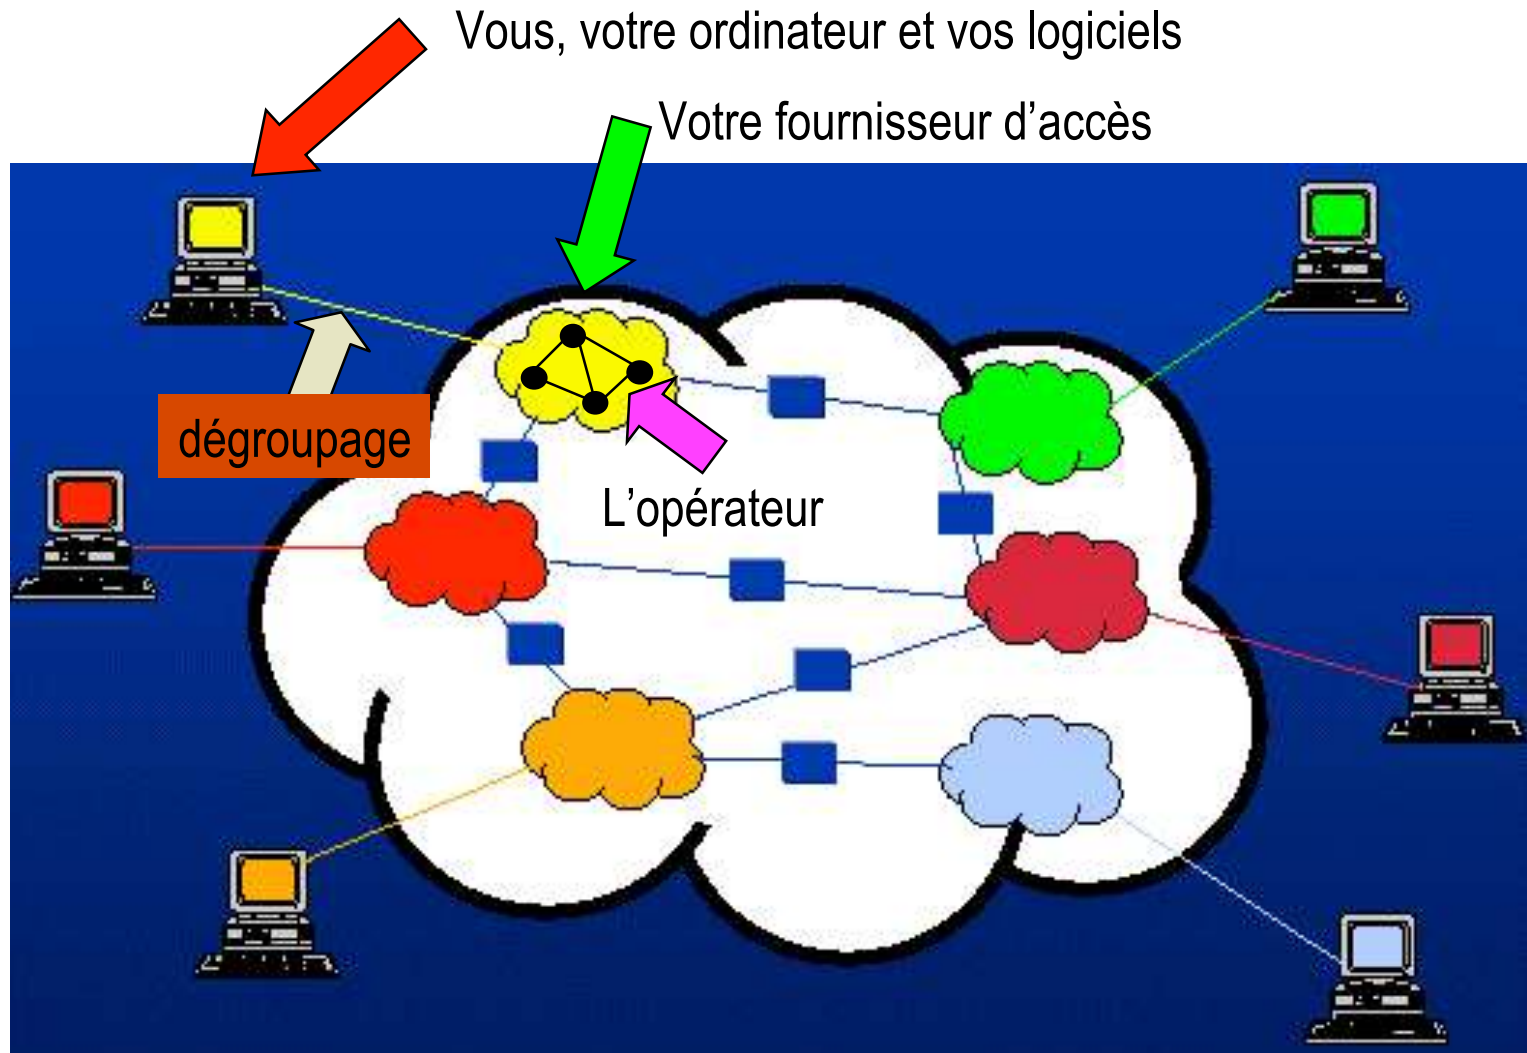 Vous, votre ordinateur et vos logiciels
Votre fournisseur d’accès
dégroupage
L’opérateur